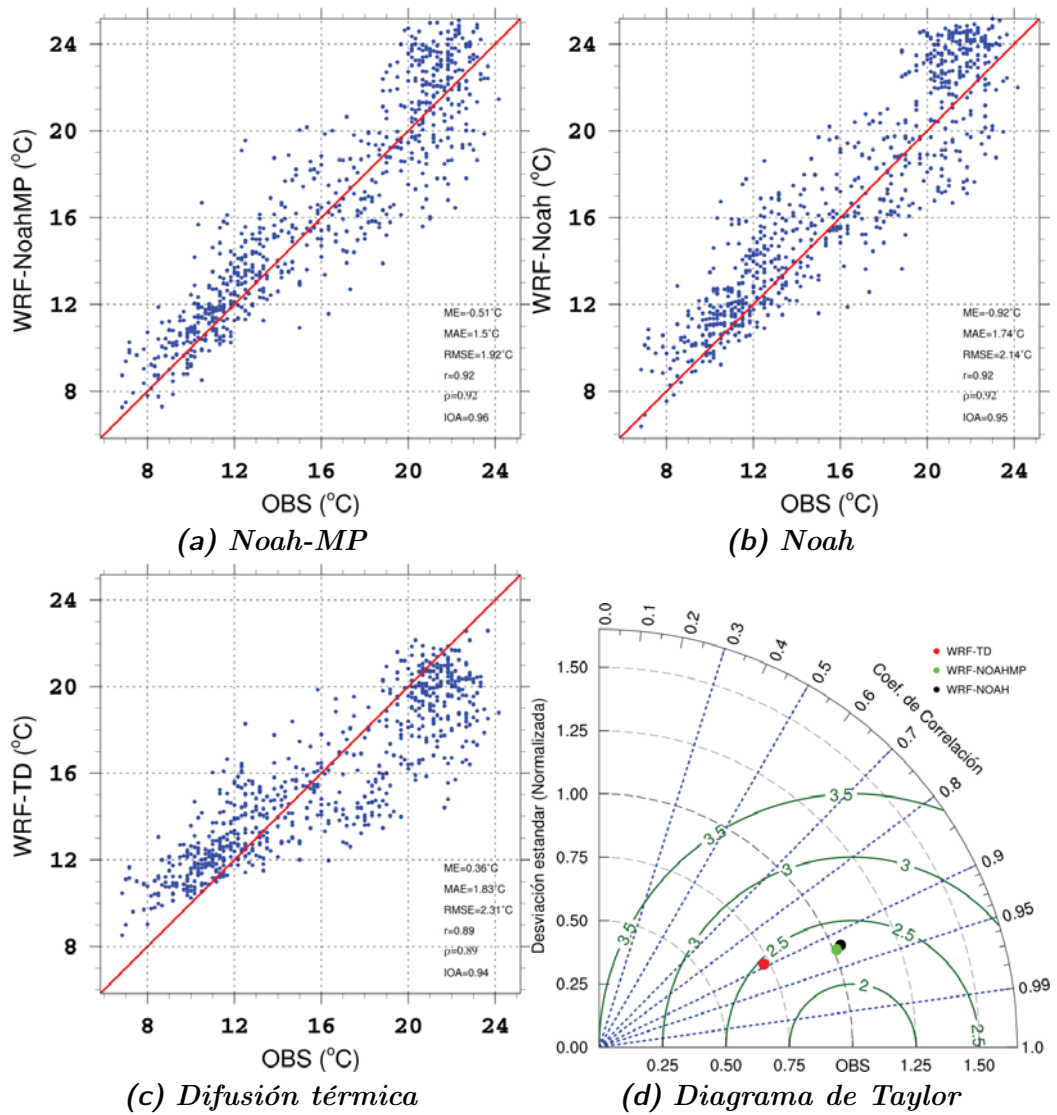 24
20
16
12
8
WRF-NoahMP (°C)
ME=-0.51°C
MAE=1.5°C
RMSE=1.92°C
r=0.92
ρ=0.92
IOA=0.96
8 12 16 20 24
OBS (°C)
(a) Noah-MP
24
20
16
12
8
WRF-Noah (°C)
ME=-0.92°C
MAE=1.74°C
RMSE=2.14°C
r=0.92
ρ=0.92
IOA=0.95
8 12 16 20 24
OBS (°C)
(b) Noah
24
20
16
12
8
WRF-TD (°C)
ME=0.36°C
MAE=1.83°C
RMSE=2.31°C
r=0.89
ρ=0.89
IOA=0.94
8 12 16 20 24
OBS (°C)
(c) Difusión térmica
WRF-TD
WRF-NOAHMP
WRF-NOAH
Coef. de Correlación
0.0 0.1 0.2 0.3 0.4 0.5 0.6 0.7 0.8 0.9 0.95 0.99 1.0
Desviación estandar (Normalizada)
1.50
1.25
1.00
0.75
0.50
0.25
0.00
3.5 3.5 3.5
3 3 3
2.5 2.5 2.5
2
0.25 0.50 0.75 OBS 1.25 1.50
(d) Diagrama de Taylor